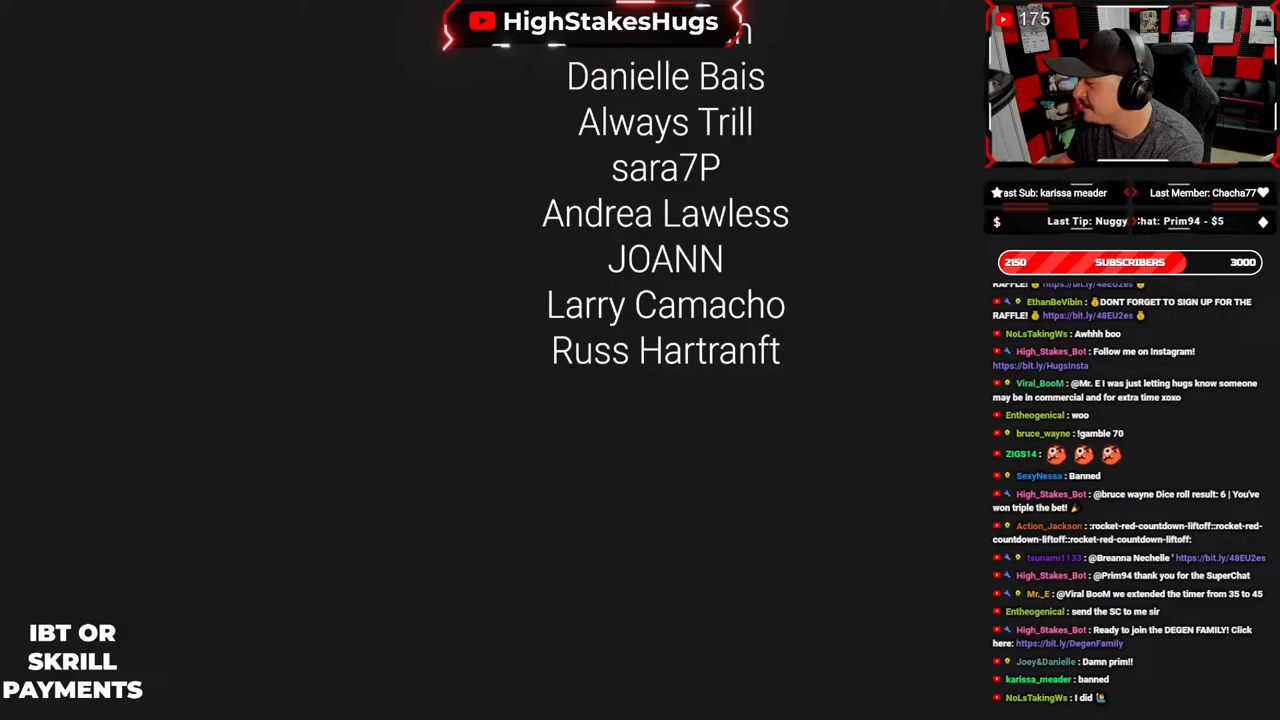 HighStakesHugs
Danielle Bais
Always Trill
sara7P
Andrea Lawless
JOANN
Larry Camacho
Russ Hartranft
IBT OR
SKRILL
PAYMENTS
175
ast Sub: karissa meader
Last Member: Chacha77
$ Last Tip: Nuggy
hat: Prim94 - $5
2150 SUBSCRIBERS 3000
RAFFLE! https://bit.ly/48EU2es
EthanBeVibin : 💰DONT FORGET TO SIGN UP FOR THE
RAFFLE! 💰 https://bit.ly/48EU2es 💰
NoLsTakingWs : Awhhh boo
High_Stakes_Bot : Follow me on Instagram!
https://bit.ly/HugsInsta
Viral_BooM : @Mr. E I was just letting hugs know someone
may be in commercial and for extra time xoxo
Entheogenical : woo
bruce_wayne : !gamble 70
ZIGS14 :
SexyNessa : Banned
High_Stakes_Bot : @bruce wayne Dice roll result: 6 | You've
won triple the bet! 🎉
Action_Jackson : :rocket-red-countdown-liftoff::rocket-red-
countdown-liftoff::rocket-red-countdown-liftoff:
tsunami1133 : @Breanna Nechelle ' https://bit.ly/48EU2es
High_Stakes_Bot : @Prim94 thank you for the SuperChat
Mr._E : @Viral BooM we extended the timer from 35 to 45
Entheogenical : send the SC to me sir
High_Stakes_Bot : Ready to join the DEGEN FAMILY! Click
here: https://bit.ly/DegenFamily
Joey&Danielle : Damn prim!!
karissa_meader : banned
NoLsTakingWs : I did 🙋